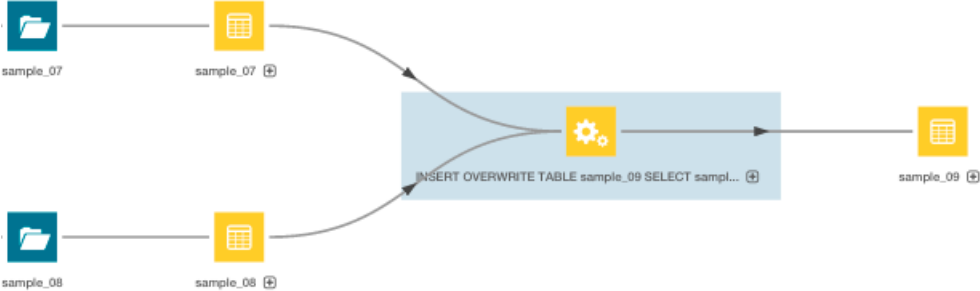 sample_07
sample_07
INSERT OVERWRITE TABLE sample_09 SELECT sampl...
sample_09
sample_08
sample_08